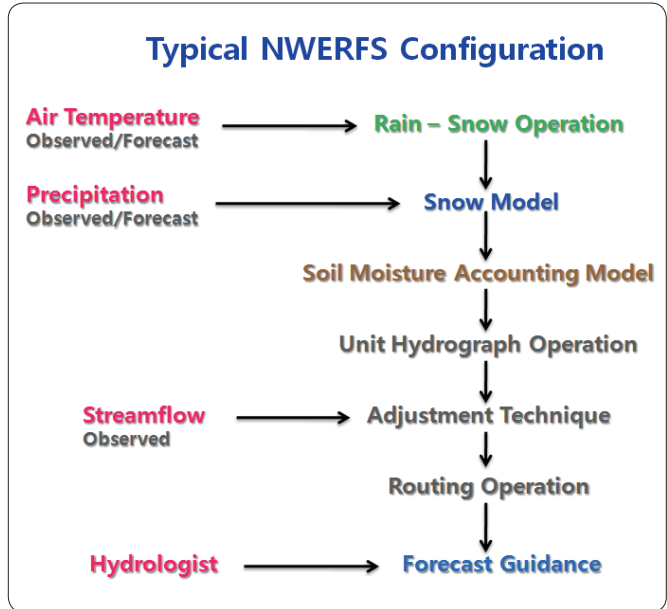 Typical NWERFS Configuration
Air Temperature
Observed/Forecast
Rain – Snow Operation
Precipitation
Observed/Forecast
Snow Model
Soil Moisture Accounting Model
Unit Hydrograph Operation
Streamflow
Observed
Adjustment Technique
Routing Operation
Hydrologist
Forecast Guidance